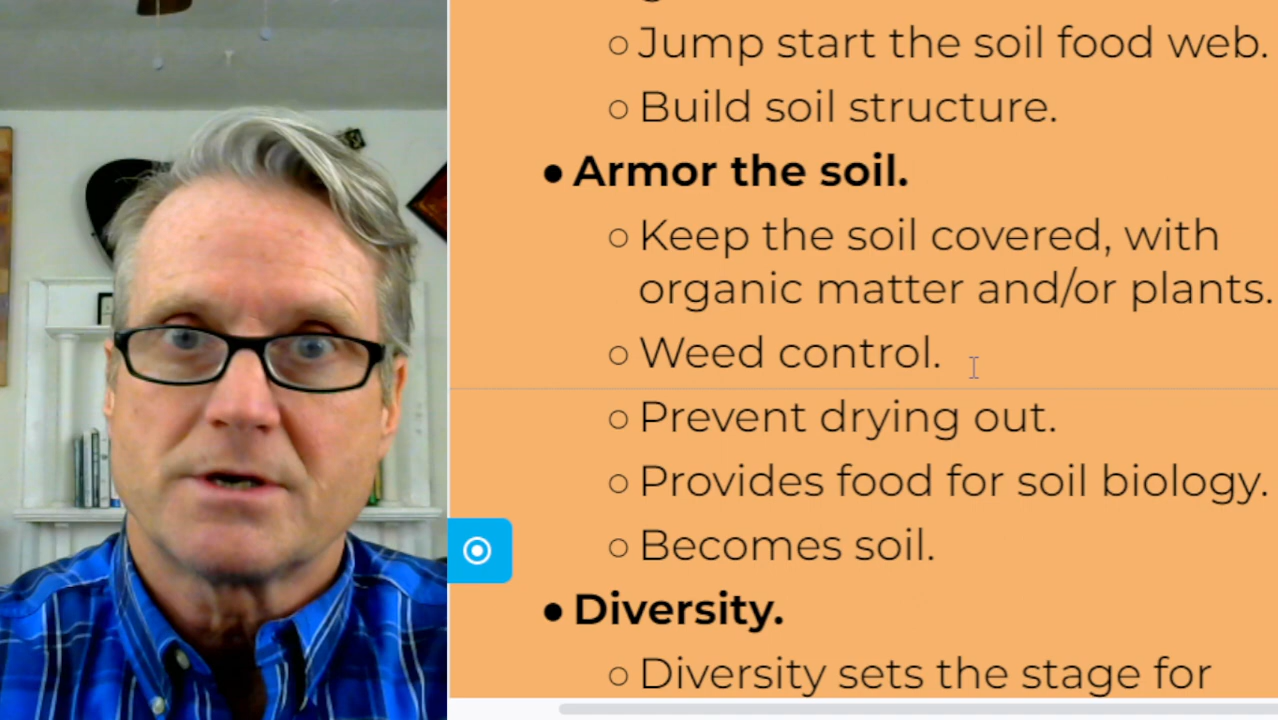 Jump start the soil food web.
Build soil structure.
Armor the soil.
Keep the soil covered, with
organic matter and/or plants.
Weed control.
Prevent drying out.
Provides food for soil biology.
Becomes soil.
Diversity.
Diversity sets the stage for